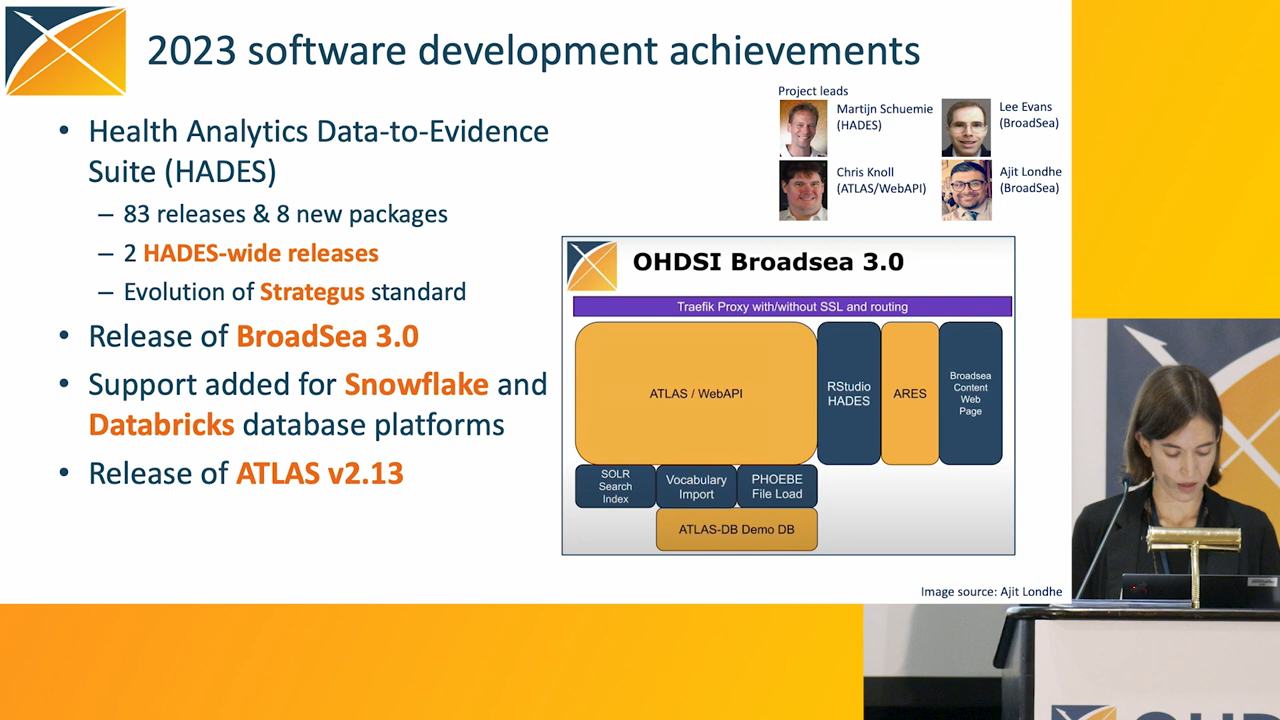 2023 software development achievements
• Health Analytics Data-to-Evidence
Suite (HADES)
– 83 releases & 8 new packages
– 2 HADES-wide releases
– Evolution of Strategus standard
• Release of BroadSea 3.0
• Support added for Snowflake and
Databricks database platforms
• Release of ATLAS v2.13
Project leads
Martijn Schuemie
(HADES)
Lee Evans
(BroadSea)
Chris Knoll
(ATLAS/WebAPI)
Ajit Londhe
(BroadSea)
OHDSI Broadsea 3.0
Traefik Proxy with/without SSL and routing
ATLAS / WebAPI
RStudio
HADES
ARES
Broadsea
Content
Web
Page
SOLR
Search
Index
Vocabulary
Import
PHOEBE
File Load
ATLAS-DB Demo DB
Image source: Ajit Londhe